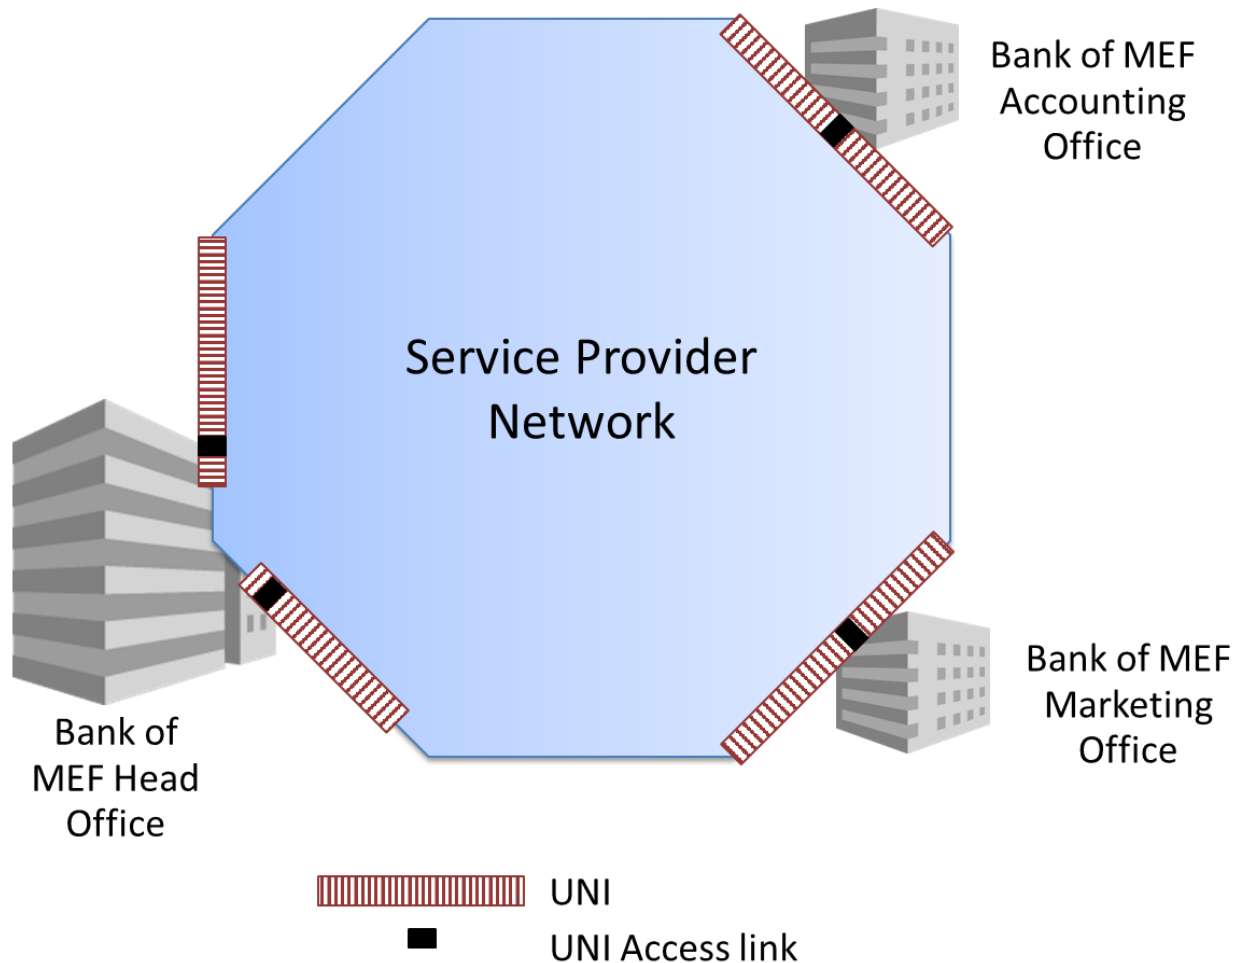 Bank of MEF
Accounting
Office
Service Provider
Network
Bank of
MEF Head
Office
Bank of MEF
Marketing
Office
UNI
UNI Access link